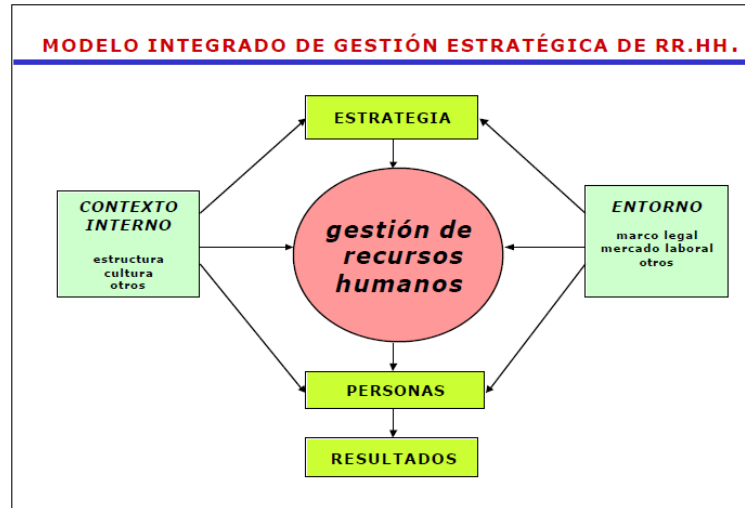 MODELO INTEGRADO DE GESTIÓN ESTRATÉGICA DE RR.HH.
ESTRATEGIA
CONTEXTO
INTERNO
estructura
cultura
otros
gestión de
recursos
humanos
ENTORNO
marco legal
mercado laboral
otros
PERSONAS
RESULTADOS